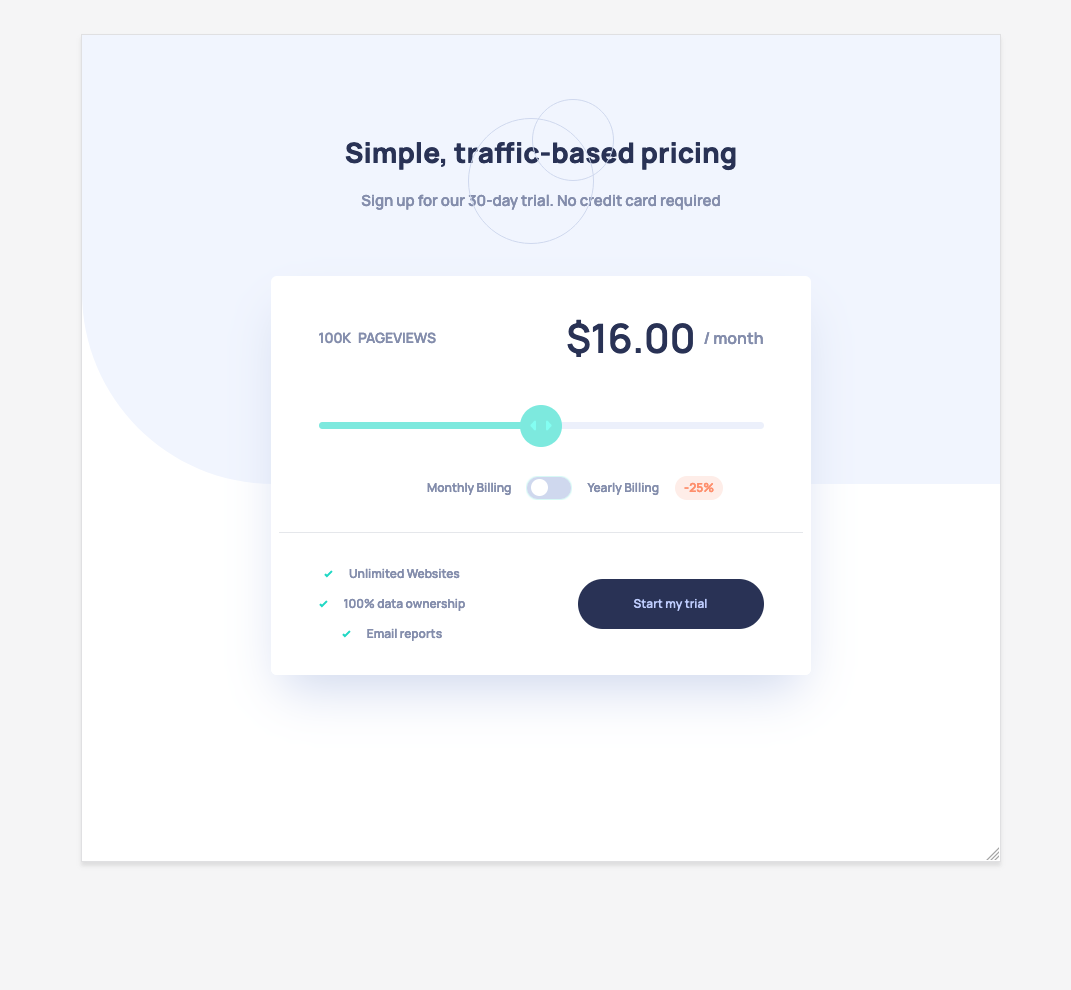 Simple, traffic-based pricing
Sign up for our 30-day trial. No credit card required
100K PAGEVIEWS $16.00 / month
Monthly Billing Yearly Billing -25%
Unlimited Websites
100% data ownership
Email reports
Start my trial